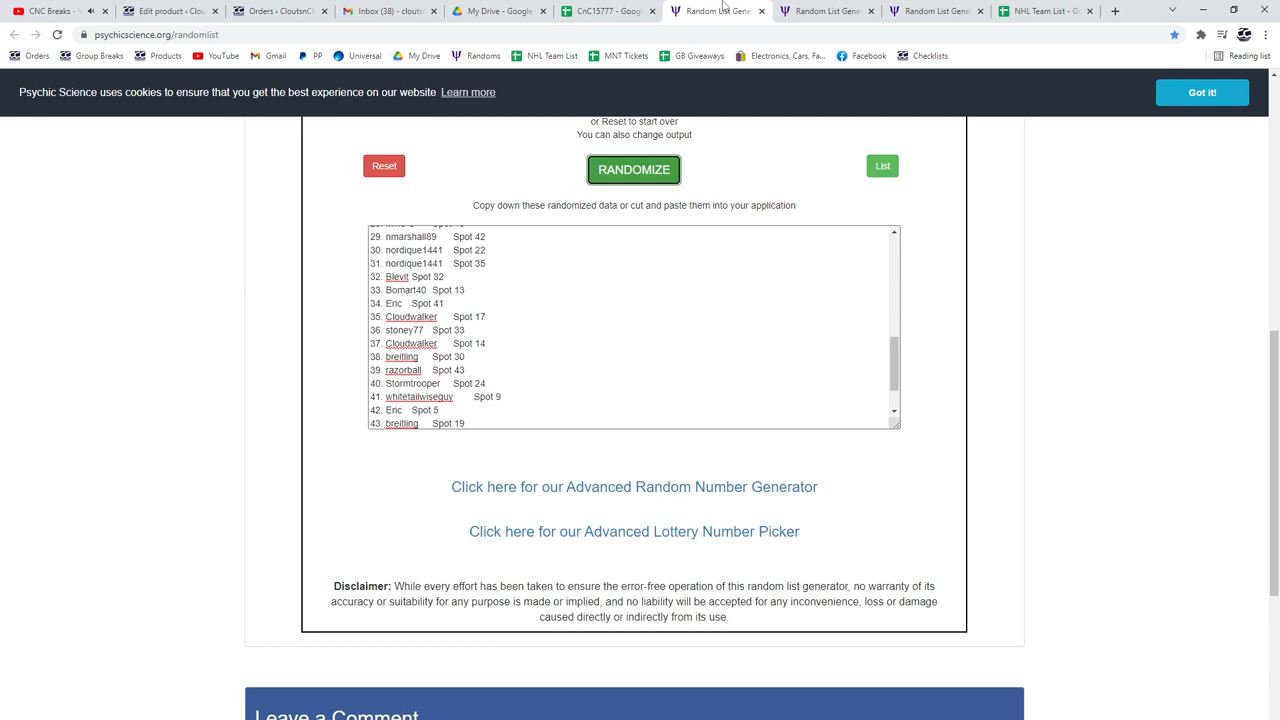 CNC Breaks - Y
Edit product ‹ Clou
Orders ‹ CloutsnC
Inbox (38) - clouts
My Drive - Google
CnC15777 - Goog
Random List Gene
Random List Gene
Random List Gene
NHL Team List - G
psychicscience.org/randomlist
Orders
Group Breaks
Products
YouTube
Gmail
PP
Universal
My Drive
Randoms
NHL Team List
MNT Tickets
GB Giveaways
Electronics, Cars, Fa...
Facebook
Checklists
Reading list
Psychic Science uses cookies to ensure that you get the best experience on our website Learn more
Got it!
or Reset to start over
You can also change output
Reset
RANDOMIZE
List
Copy down these randomized data or cut and paste them into your application
29. nmarshall89 Spot 42
30. nordique1441 Spot 22
31. nordique1441 Spot 35
32. Blevit Spot 32
33. Bomart40 Spot 13
34. Eric Spot 41
35. Cloudwalker Spot 17
36. stoney77 Spot 33
37. Cloudwalker Spot 14
38. breitling Spot 30
39. razorball Spot 43
40. Stormtrooper Spot 24
41. whitetailwiseguy Spot 9
42. Eric Spot 5
43. breitling Spot 19
Click here for our Advanced Random Number Generator
Click here for our Advanced Lottery Number Picker
Disclaimer: While every effort has been taken to ensure the error-free operation of this random list generator, no warranty of its
accuracy or suitability for any purpose is made or implied, and no liability will be accepted for any inconvenience, loss or damage
caused directly or indirectly from its use.
Leave a Comment